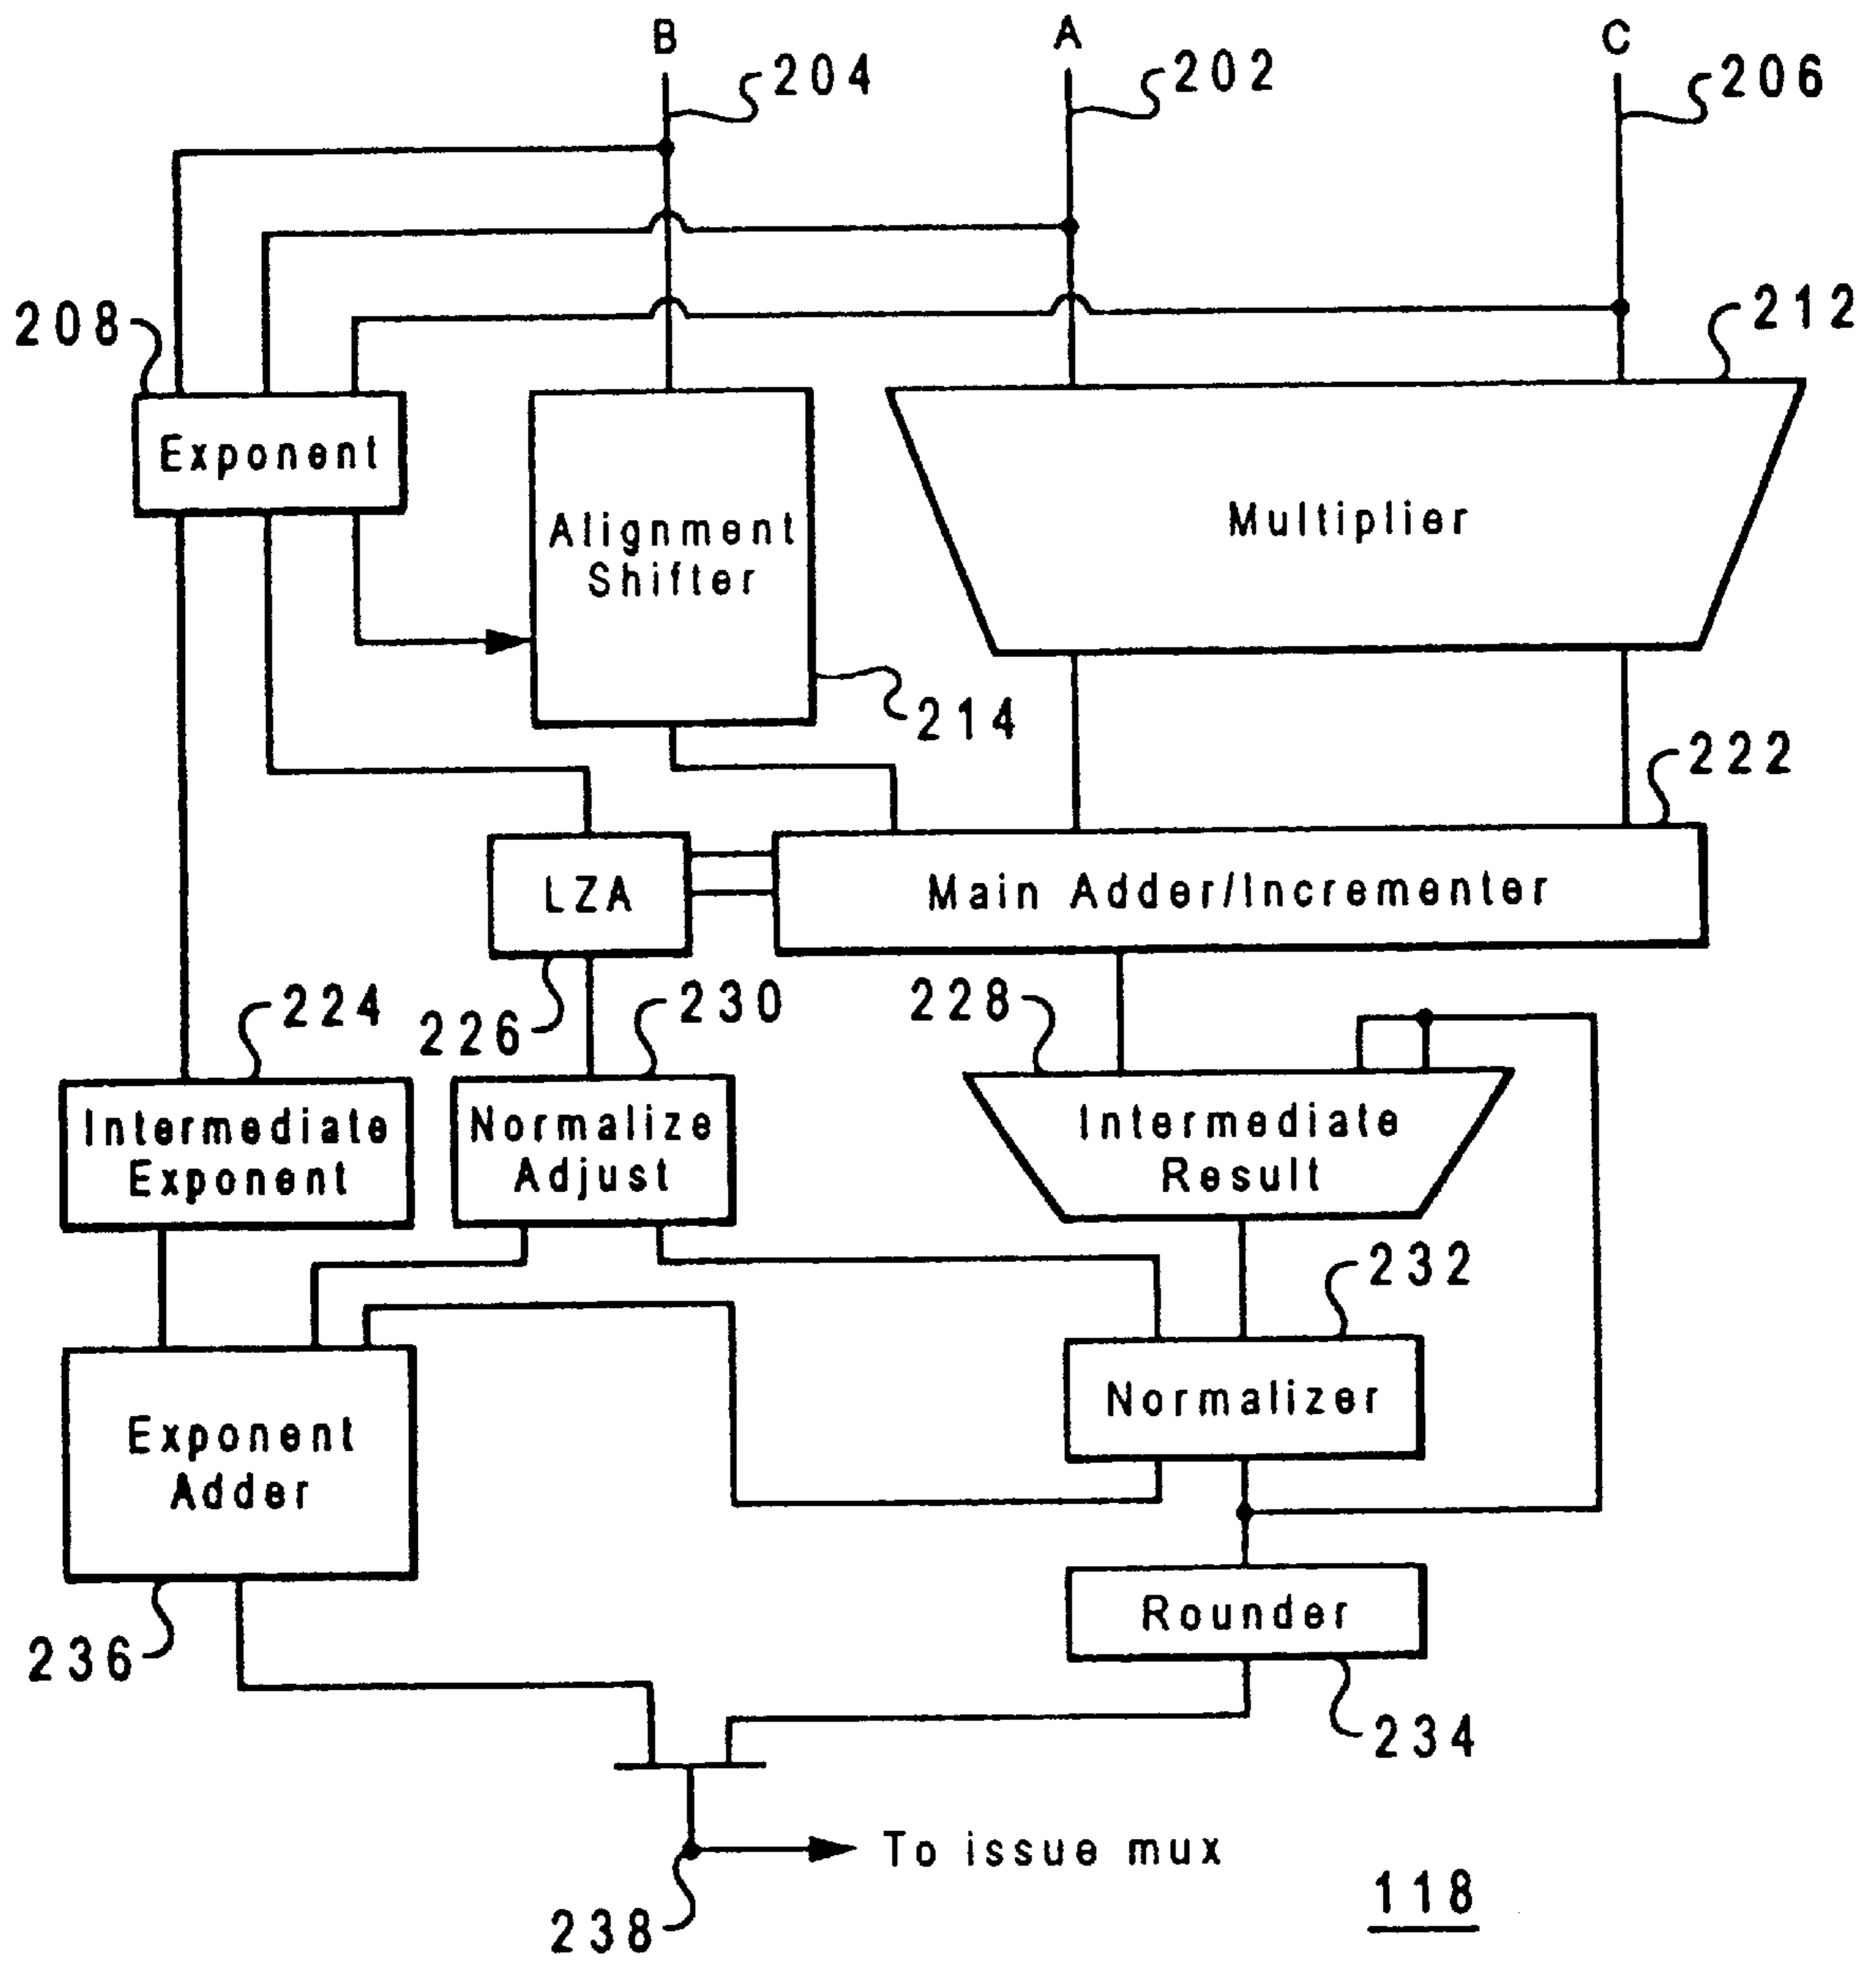 B
A
C
204
202
206
208
212
Exponent
Alignment
Shifter
Multiplier
214
222
LZA
Main Adder/Incrementer
224
226
230
228
Intermediate
Exponent
Normalize
Adjust
Intermediate
Result
232
Normalizer
Exponent
Adder
Rounder
236
234
To issue mux
238
118